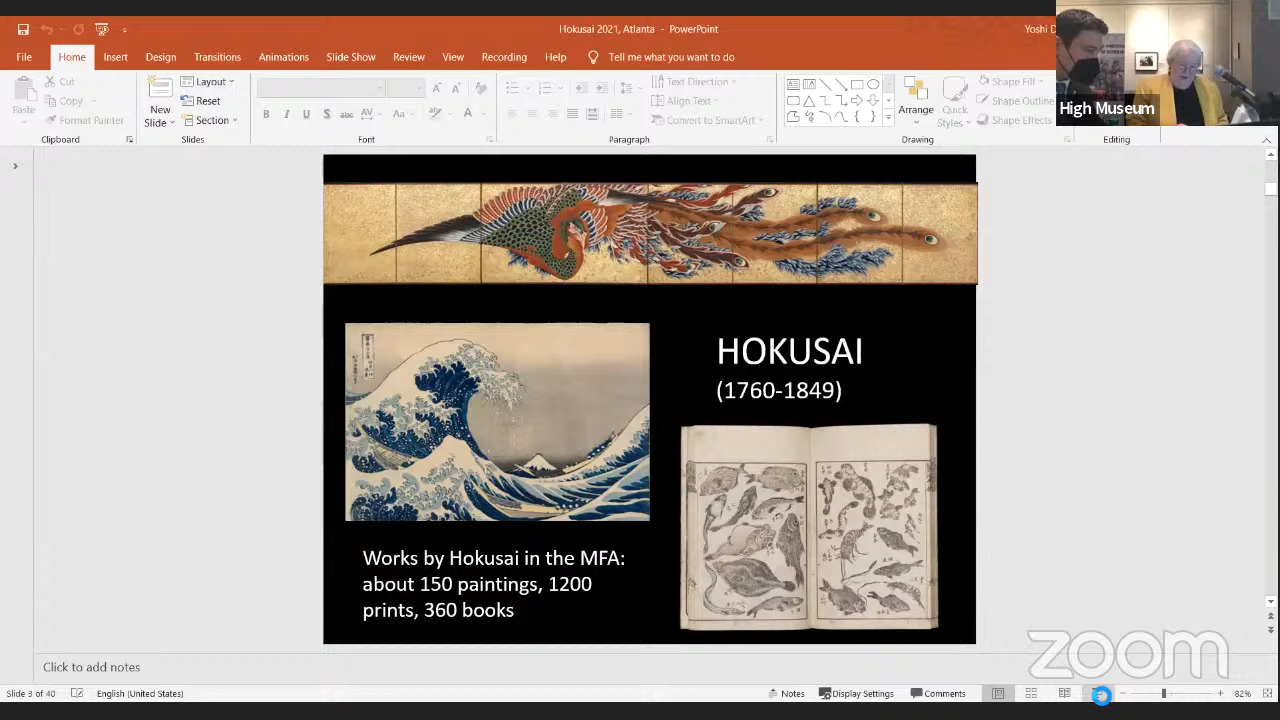 Hokusai 2021, Atlanta - PowerPoint
Yoshi D
File Home Insert Design Transitions Animations Slide Show Review View Recording Help Tell me what you want to do
Paste
Cut
Copy
Format Painter
Clipboard
New
Slide
Layout
Reset
Section
Slides
B I U S abc AV Aa A
Font
Text Direction
Align Text
Convert to SmartArt
Paragraph
Arrange
Quick
Styles
Shape Fill
Shape Outline
Shape Effects
Drawing
Editing
High Museum
HOKUSAI
(1760-1849)
Works by Hokusai in the MFA:
about 150 paintings, 1200
prints, 360 books
zoom
Click to add notes
Slide 3 of 40 English (United States) Notes Display Settings Comments 82%